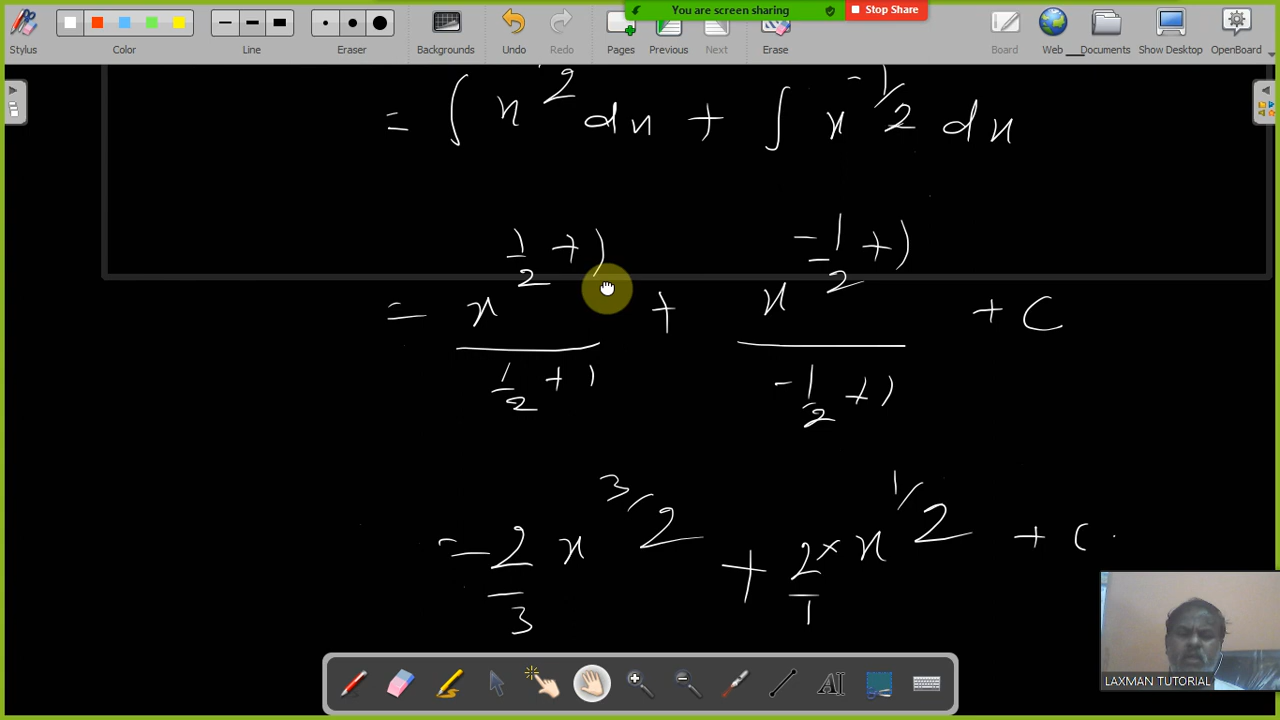 You are screen sharing Stop Share
Stylus Color Line Eraser Backgrounds Undo Redo Pages Previous Next Erase Board Web Documents Show Desktop OpenBoard
= ∫ x^1/2 dx + ∫ x^-1/2 dx
= x^(1/2 + 1) / (1/2 + 1) + x^(-1/2 + 1) / (-1/2 + 1) + C
= 2/3 x^3/2 + 2/1 × x^1/2 + C.
LAXMAN TUTORIAL